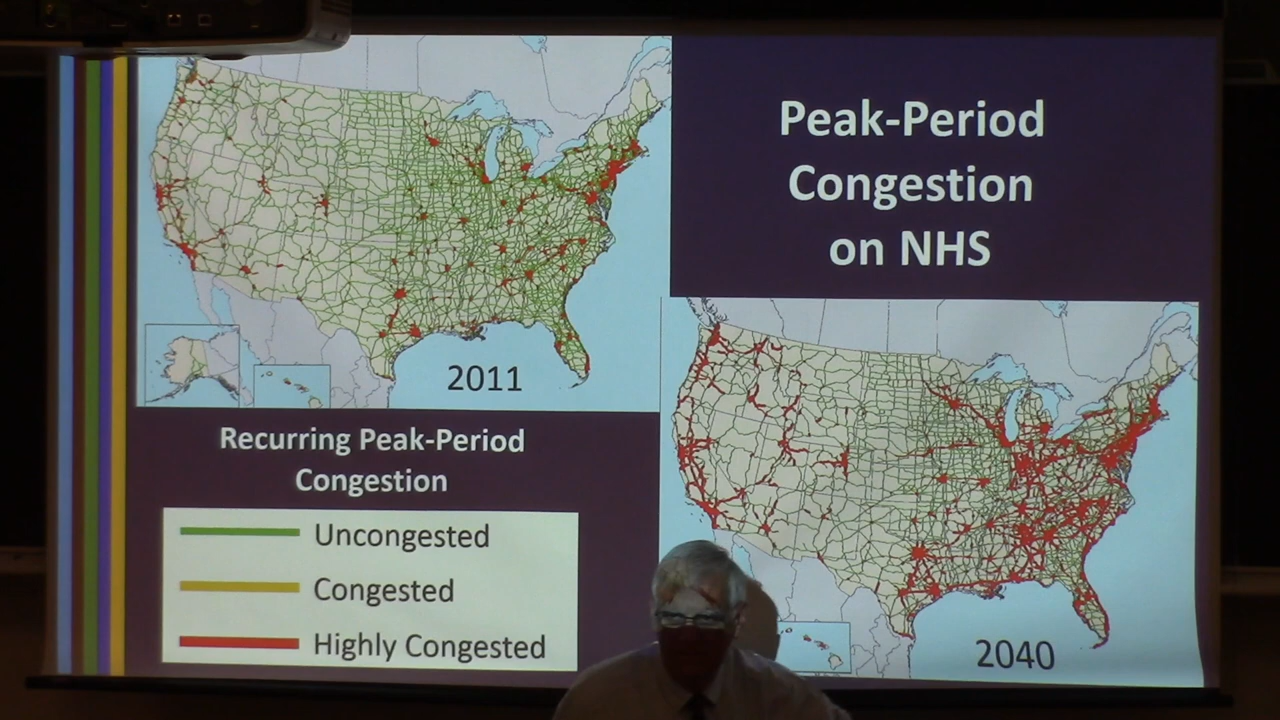 Peak-Period
Congestion
on NHS
2011
Recurring Peak-Period
Congestion
Uncongested
Congested
Highly Congested
2040